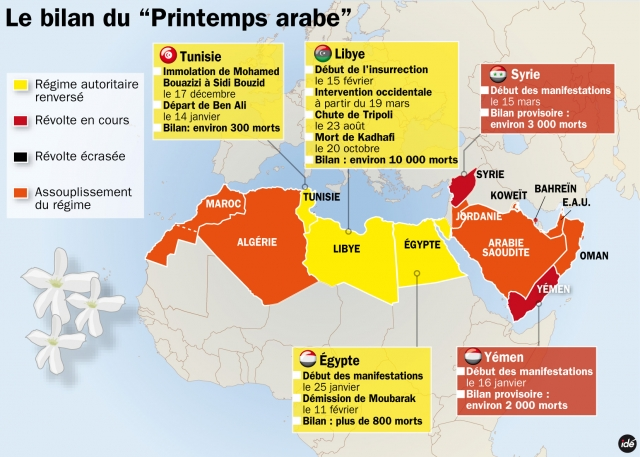 Le bilan du “Printemps arabe”
Régime autoritaire
renversé
Révolte en cours
Révolte écrasée
Assouplissement
du régime
Tunisie
Immolation de Mohamed
Bouazizi à Sidi Bouzid
le 17 décembre
Départ de Ben Ali
le 14 janvier
Bilan: environ 300 morts
Libye
Début de l'insurrection
le 15 février
Intervention occidentale
à partir du 19 mars
Chute de Tripoli
le 23 août
Mort de Kadhafi
le 20 octobre
Bilan : environ 10 000 morts
Syrie
Début des manifestations
le 15 mars
Bilan provisoire :
environ 3 000 morts
MAROC
ALGÉRIE
TUNISIE
LIBYE
ÉGYPTE
SYRIE
JORDANIE
KOWEÏT
BAHREÏN
E.A.U.
ARABIE
SAOUDITE
OMAN
YÉMEN
Égypte
Début des manifestations
le 25 janvier
Démission de Moubarak
le 11 février
Bilan : plus de 800 morts
Yémen
Début des manifestations
le 16 janvier
Bilan provisoire :
environ 2 000 morts
idé